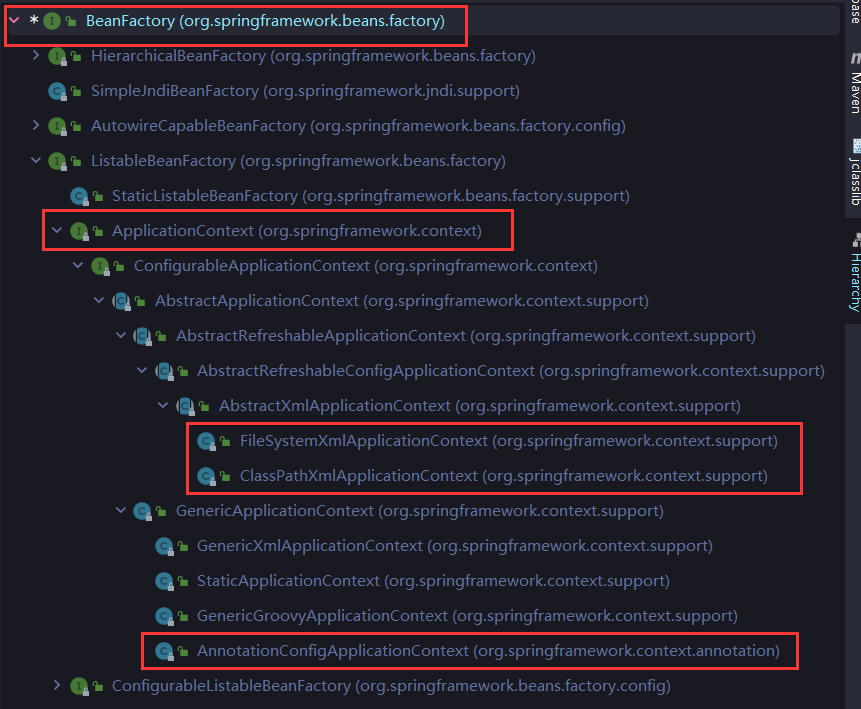 * BeanFactory (org.springframework.beans.factory)
HierarchicalBeanFactory (org.springframework.beans.factory)
SimpleJndiBeanFactory (org.springframework.jndi.support)
AutowireCapableBeanFactory (org.springframework.beans.factory.config)
ListableBeanFactory (org.springframework.beans.factory)
StaticListableBeanFactory (org.springframework.beans.factory.support)
ApplicationContext (org.springframework.context)
ConfigurableApplicationContext (org.springframework.context)
AbstractApplicationContext (org.springframework.context.support)
AbstractRefreshableApplicationContext (org.springframework.context.support)
AbstractRefreshableConfigApplicationContext (org.springframework.context.support)
AbstractXmlApplicationContext (org.springframework.context.support)
FileSystemXmlApplicationContext (org.springframework.context.support)
ClassPathXmlApplicationContext (org.springframework.context.support)
GenericApplicationContext (org.springframework.context.support)
GenericXmlApplicationContext (org.springframework.context.support)
StaticApplicationContext (org.springframework.context.support)
GenericGroovyApplicationContext (org.springframework.context.support)
AnnotationConfigApplicationContext (org.springframework.context.annotation)
ConfigurableListableBeanFactory (org.springframework.beans.factory.config)
Maven
jclasslib
Hierarchy